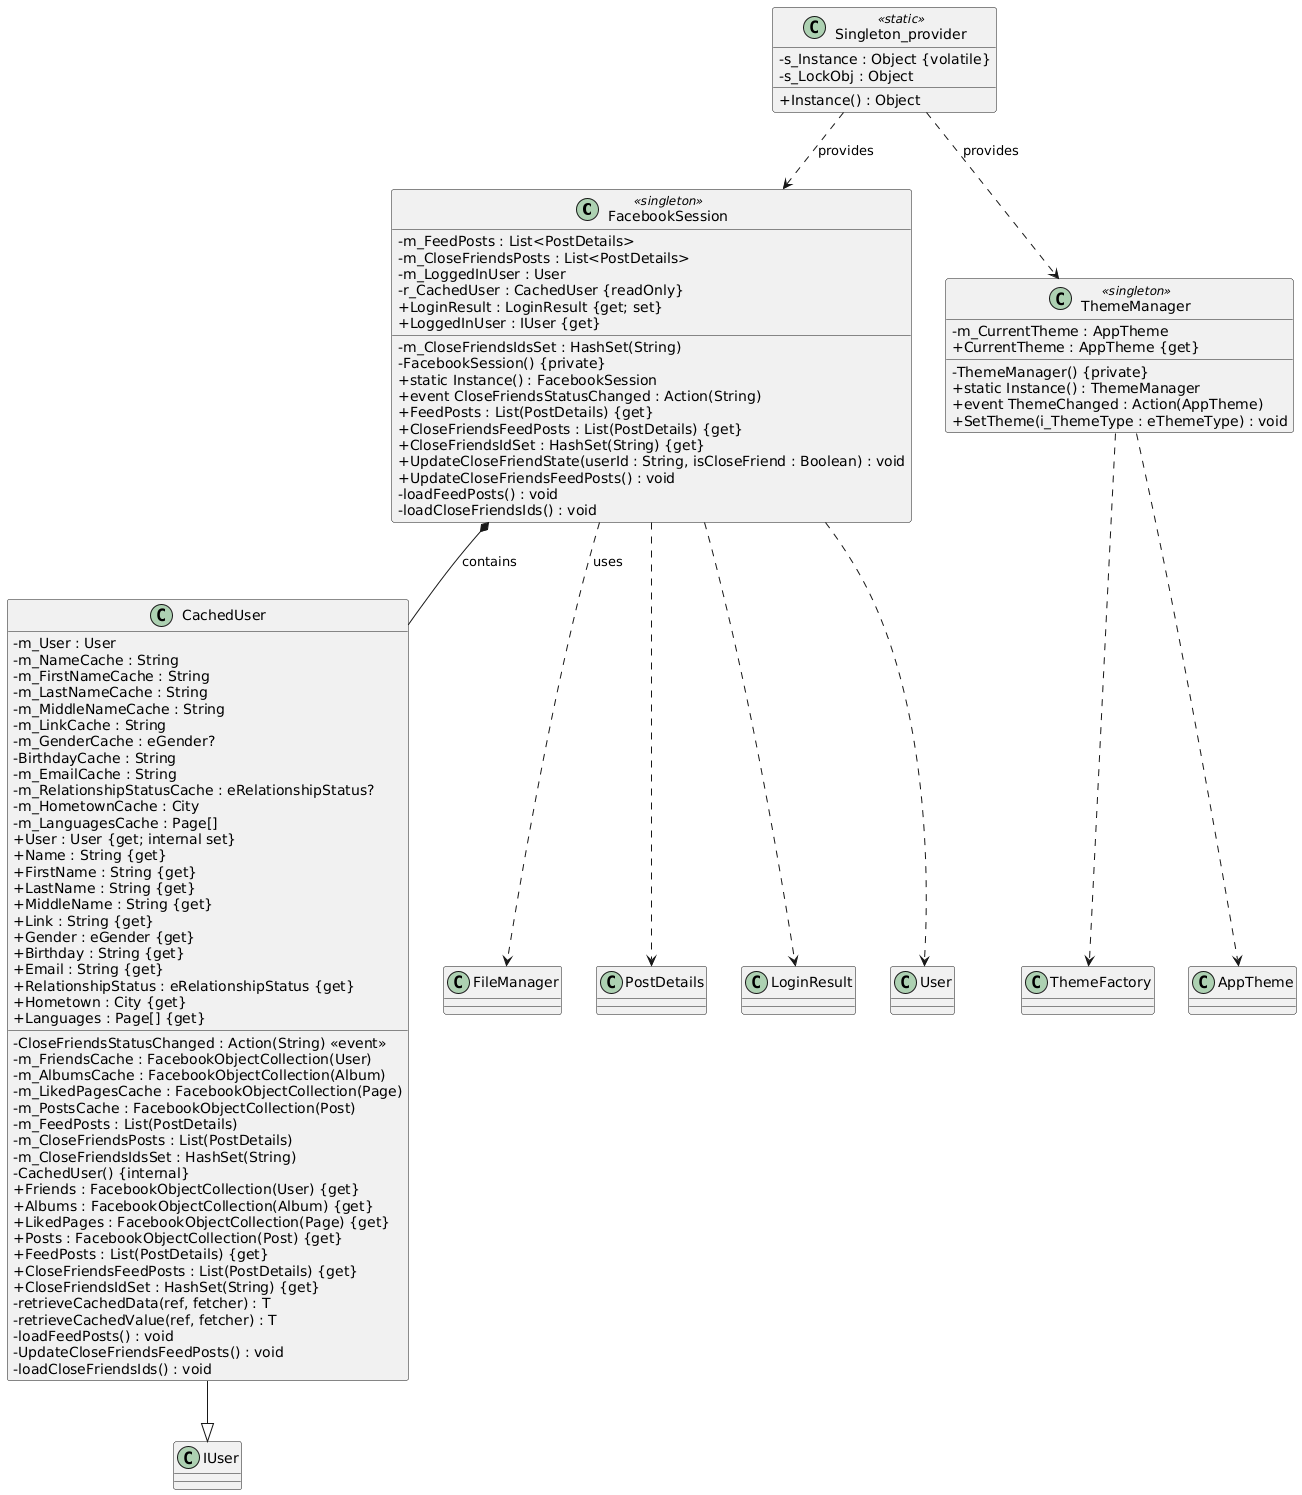 «static»
C Singleton_provider
-s_Instance : Object {volatile}
-s_LockObj : Object
+Instance() : Object
provides
provides
«singleton»
C FacebookSession
-m_FeedPosts : List<PostDetails>
-m_CloseFriendsPosts : List<PostDetails>
-m_LoggedInUser : User
-r_CachedUser : CachedUser {readOnly}
+LoginResult : LoginResult {get; set}
+LoggedInUser : IUser {get}
-m_CloseFriendsIdsSet : HashSet(String)
-FacebookSession() {private}
+static Instance() : FacebookSession
+event CloseFriendsStatusChanged : Action(String)
+FeedPosts : List(PostDetails) {get}
+CloseFriendsFeedPosts : List(PostDetails) {get}
+CloseFriendsIdSet : HashSet(String) {get}
+UpdateCloseFriendState(userId : String, isCloseFriend : Boolean) : void
+UpdateCloseFriendsFeedPosts() : void
-loadFeedPosts() : void
-loadCloseFriendsIds() : void
«singleton»
C ThemeManager
-m_CurrentTheme : AppTheme
+CurrentTheme : AppTheme {get}
-ThemeManager() {private}
+static Instance() : ThemeManager
+event ThemeChanged : Action(AppTheme)
+SetTheme(i_ThemeType : eThemeType) : void
contains
uses
C CachedUser
-m_User : User
-m_NameCache : String
-m_FirstNameCache : String
-m_LastNameCache : String
-m_MiddleNameCache : String
-m_LinkCache : String
-m_GenderCache : eGender?
-BirthdayCache : String
-m_EmailCache : String
-m_RelationshipStatusCache : eRelationshipStatus?
-m_HometownCache : City
-m_LanguagesCache : Page[]
+User : User {get; internal set}
+Name : String {get}
+FirstName : String {get}
+LastName : String {get}
+MiddleName : String {get}
+Link : String {get}
+Gender : eGender {get}
+Birthday : String {get}
+Email : String {get}
+RelationshipStatus : eRelationshipStatus {get}
+Hometown : City {get}
+Languages : Page[] {get}
-CloseFriendsStatusChanged : Action(String) «event»
-m_FriendsCache : FacebookObjectCollection(User)
-m_AlbumsCache : FacebookObjectCollection(Album)
-m_LikedPagesCache : FacebookObjectCollection(Page)
-m_PostsCache : FacebookObjectCollection(Post)
-m_FeedPosts : List(PostDetails)
-m_CloseFriendsPosts : List(PostDetails)
-m_CloseFriendsIdsSet : HashSet(String)
-CachedUser() {internal}
+Friends : FacebookObjectCollection(User) {get}
+Albums : FacebookObjectCollection(Album) {get}
+LikedPages : FacebookObjectCollection(Page) {get}
+Posts : FacebookObjectCollection(Post) {get}
+FeedPosts : List(PostDetails) {get}
+CloseFriendsFeedPosts : List(PostDetails) {get}
+CloseFriendsIdSet : HashSet(String) {get}
-retrieveCachedData(ref, fetcher) : T
-retrieveCachedValue(ref, fetcher) : T
-loadFeedPosts() : void
-UpdateCloseFriendsFeedPosts() : void
-loadCloseFriendsIds() : void
C FileManager
C PostDetails
C LoginResult
C User
C ThemeFactory
C AppTheme
C IUser